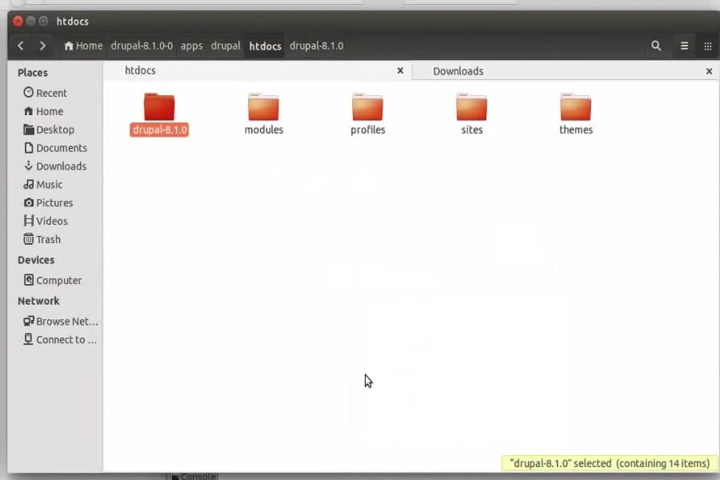 htdocs
Home drupal-8.1.0-0 apps drupal htdocs drupal-8.1.0
htdocs Downloads
Places
Recent
Home
Desktop
Documents
Downloads
Music
Pictures
Videos
Trash
Devices
Computer
Network
Browse Net...
Connect to ...
drupal-8.1.0 modules profiles sites themes
"drupal-8.1.0" selected (containing 14 items)
Console